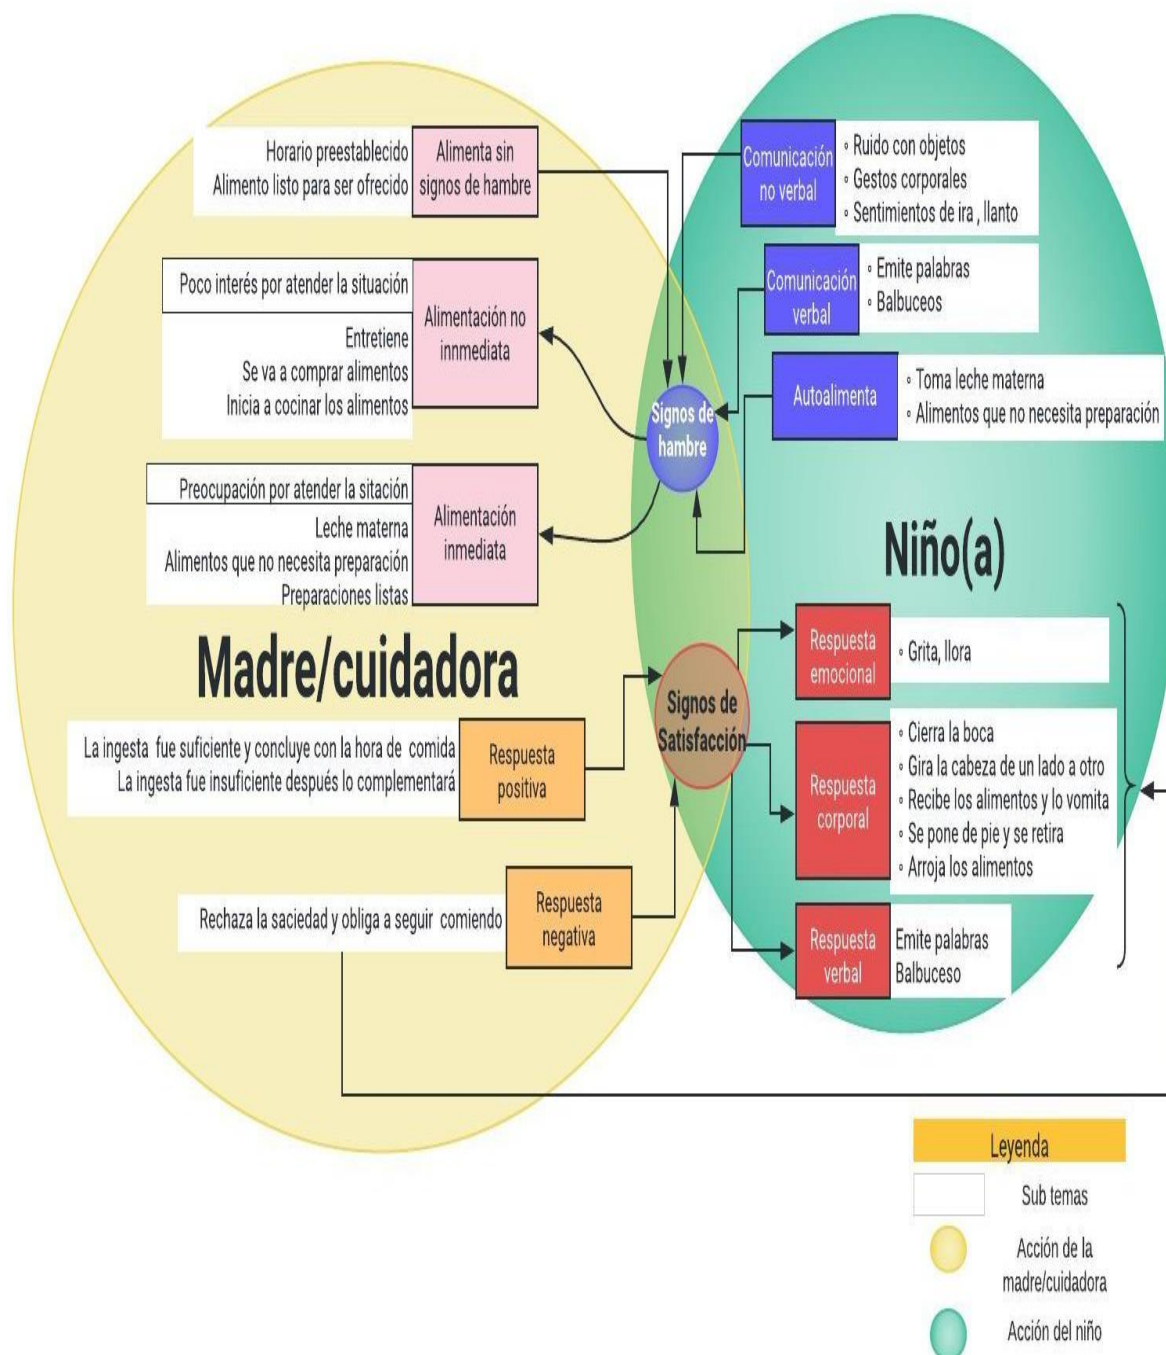 Horario preestablecido
Alimento listo para ser ofrecido
Alimenta sin
signos de hambre
Poco interés por atender la situación
Entretiene
Se va a comprar alimentos
Inicia a cocinar los alimentos
Alimentación no
innmediata
Preocupación por atender la sitación
Leche materna
Alimentos que no necesita preparación
Preparaciones listas
Alimentación
inmediata
Madre/cuidadora
La ingesta fue suficiente y concluye con la hora de comida
La ingesta fue insuficiente después lo complementará
Respuesta
positiva
Rechaza la saciedad y obliga a seguir comiendo
Respuesta
negativa
Signos de
hambre
Signos de
Satisfacción
Comunicación
no verbal
◦ Ruido con objetos
◦ Gestos corporales
◦ Sentimientos de ira , llanto
Comunicación
verbal
◦ Emite palabras
◦ Balbuceos
Autoalimenta
◦ Toma leche materna
◦ Alimentos que no necesita preparación
Niño(a)
Respuesta
emocional
◦ Grita, llora
Respuesta
corporal
◦ Cierra la boca
◦ Gira la cabeza de un lado a otro
◦ Recibe los alimentos y lo vomita
◦ Se pone de pie y se retira
◦ Arroja los alimentos
Respuesta
verbal
Emite palabras
Balbuceso
Leyenda
Sub temas
Acción de la
madre/cuidadora
Acción del niño